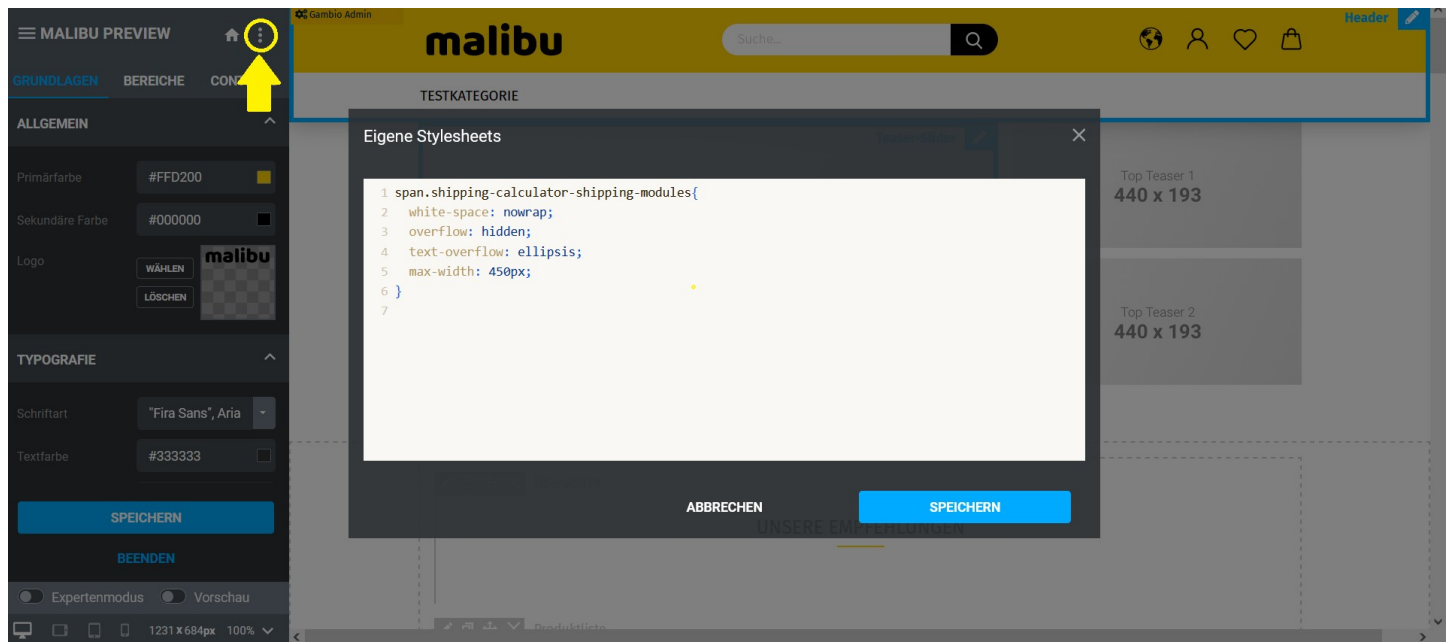 MALIBU PREVIEW
GRUNDLAGEN BEREICHE
ALLGEMEIN
Primärfarbe #FFD200
Sekundäre Farbe #000000
Logo WÄHLEN malibu
LÖSCHEN
TYPOGRAFIE
Schriftart "Fira Sans", Aria
Textfarbe #333333
SPEICHERN
BEENDEN
Expertenmodus Vorschau
1231 x 684px 100%
Gambio Admin
Header
malibu Suche...
TESTKATEGORIE
Eigene Stylesheets
1 span.shipping-calculator-shipping-modules{
2 white-space: nowrap;
3 overflow: hidden;
4 text-overflow: ellipsis;
5 max-width: 450px;
6 }
7
ABBRECHEN SPEICHERN
Top Teaser 1
440 x 193
Top Teaser 2
440 x 193
UNSERE EMPFEHLUNGEN
Produktliste